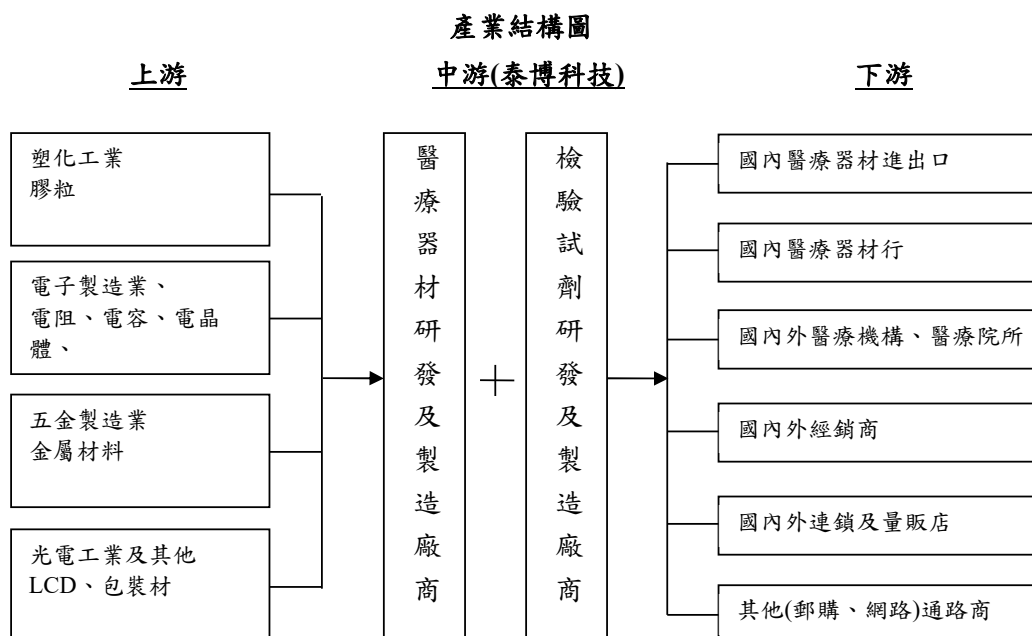 產業結構圖
上游
中游(泰博科技)
下游
塑化工業
膠粒
電子製造業、
電阻、電容、電晶
體、
五金製造業
金屬材料
光電工業及其他
LCD、包裝材
醫療器材研發及製造廠商
+
檢驗試劑研發及製造廠商
國內醫療器材進出口
國內醫療器材行
國內外醫療機構、醫療院所
國內外經銷商
國內外連鎖及量販店
其他(郵購、網路)通路商